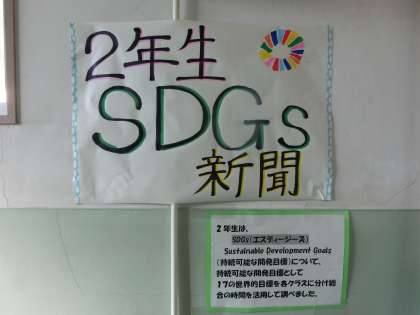 2年生
SDGs
新聞
2年生は、
SDGs(エスディージーズ)
Sustainable Development Goals
(持続可能な開発目標)について、
持続可能な開発目標として
17の世界的目標を各クラスに分け総合
の時間を活用して調べました。